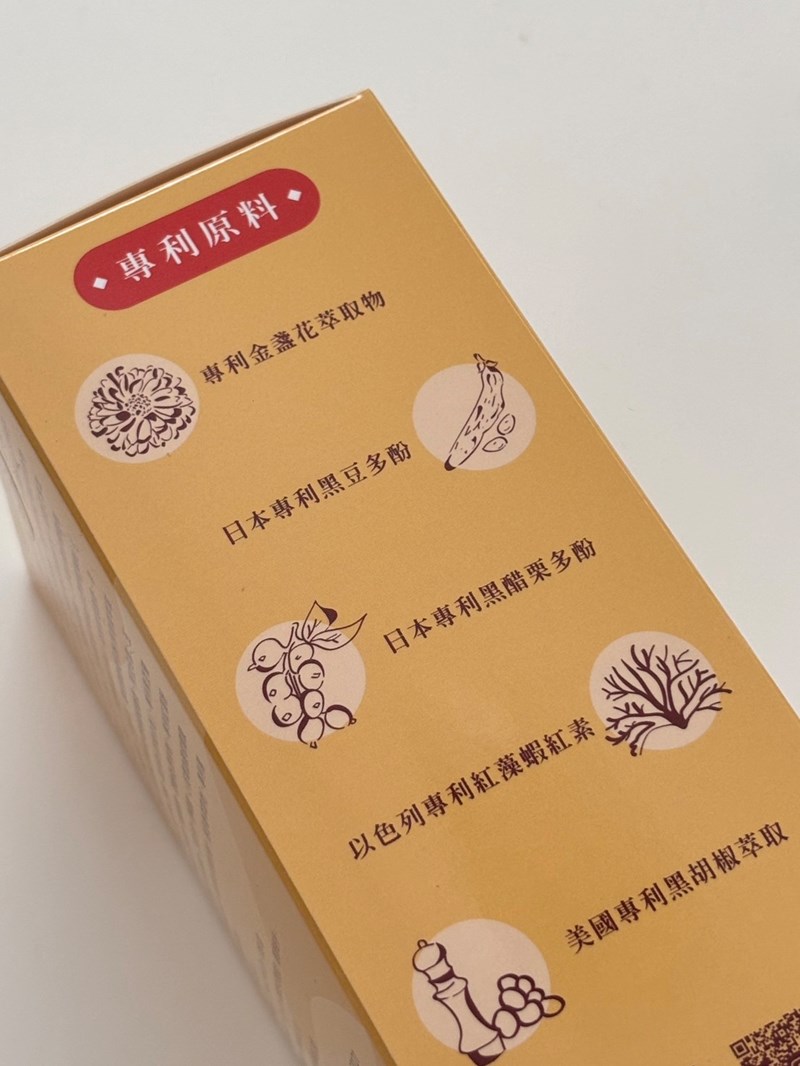 專利原料
專利金盞花萃取物
日本專利黑豆多酚
日本專利黑醋栗多酚
以色列專利紅藻蝦紅素
美國專利黑胡椒萃取